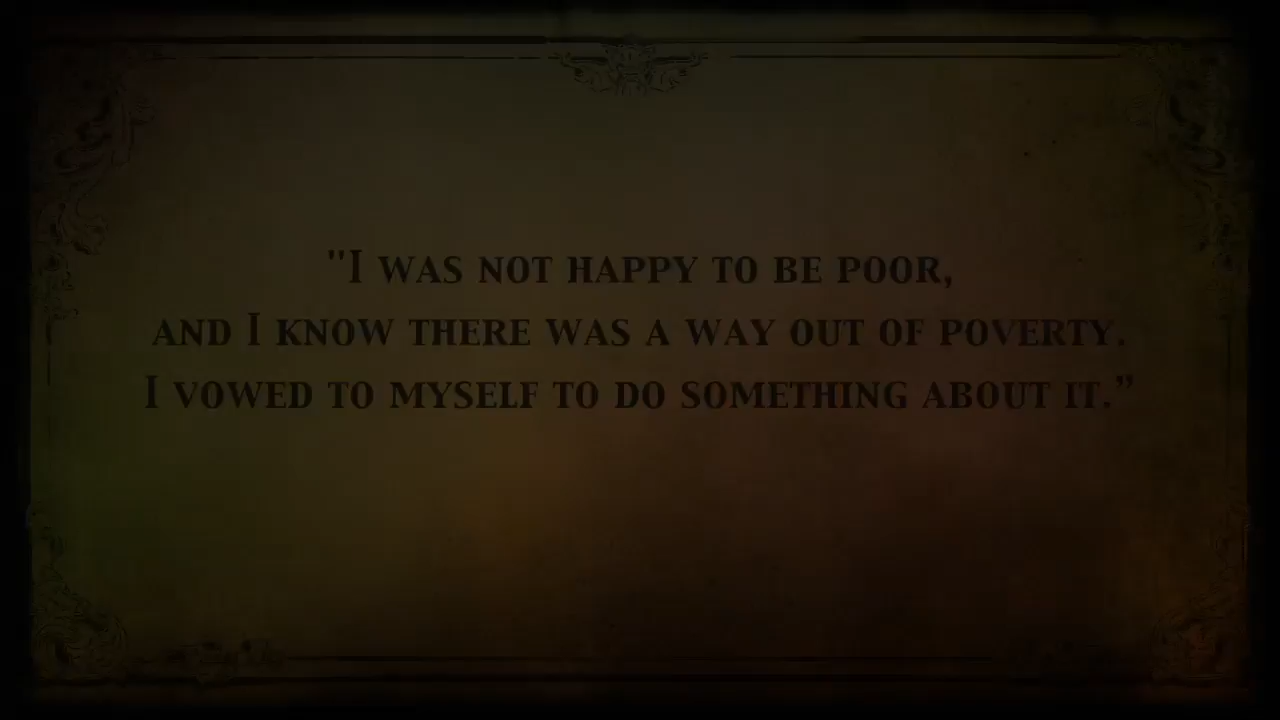 "I WAS NOT HAPPY TO BE POOR,
AND I KNOW THERE WAS A WAY OUT OF POVERTY.
I VOWED TO MYSELF TO DO SOMETHING ABOUT IT.”